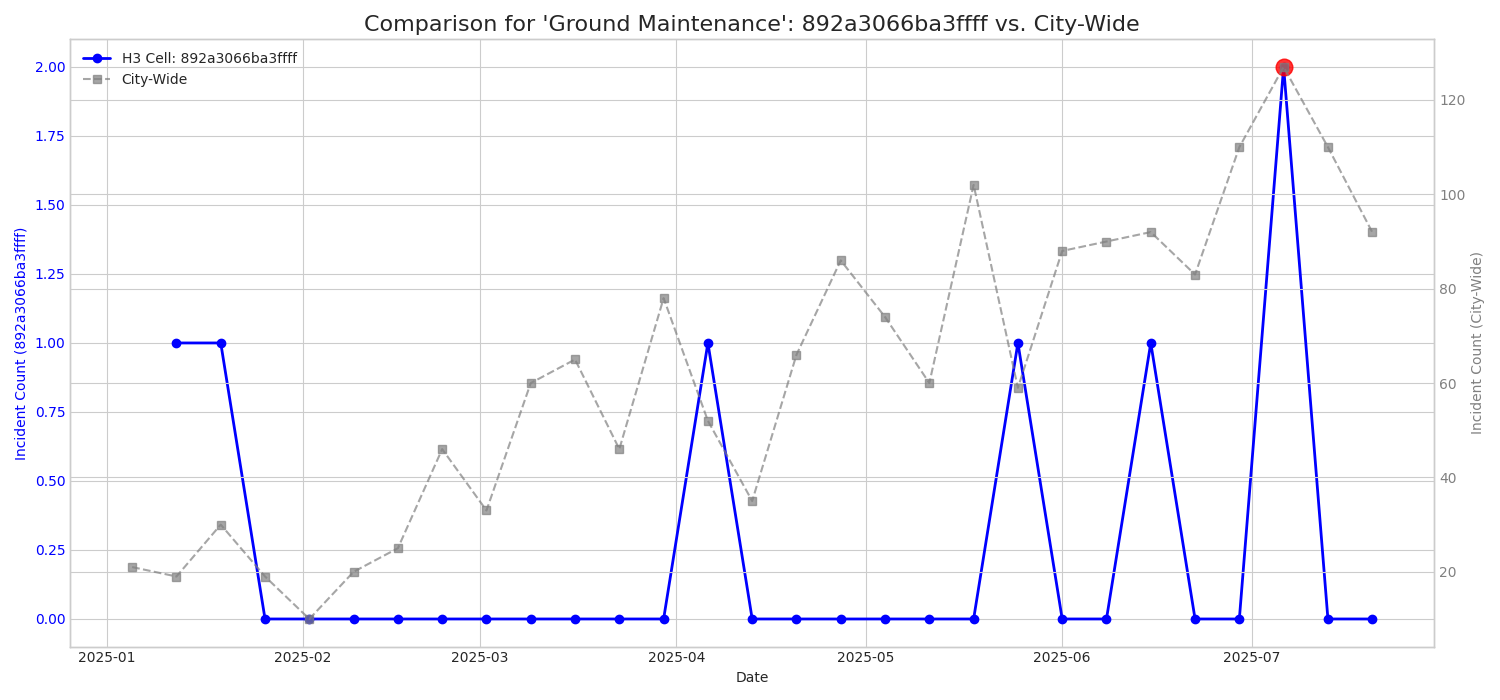 Comparison for 'Ground Maintenance': 892a3066ba3ffff vs. City-Wide
H3 Cell: 892a3066ba3ffff
City-Wide
2.00
1.75
1.50
1.25
1.00
0.75
0.50
0.25
0.00
Incident Count (892a3066ba3ffff)
120
100
80
60
40
20
Incident Count (City-Wide)
2025-01 2025-02 2025-03 2025-04 2025-05 2025-06 2025-07
Date